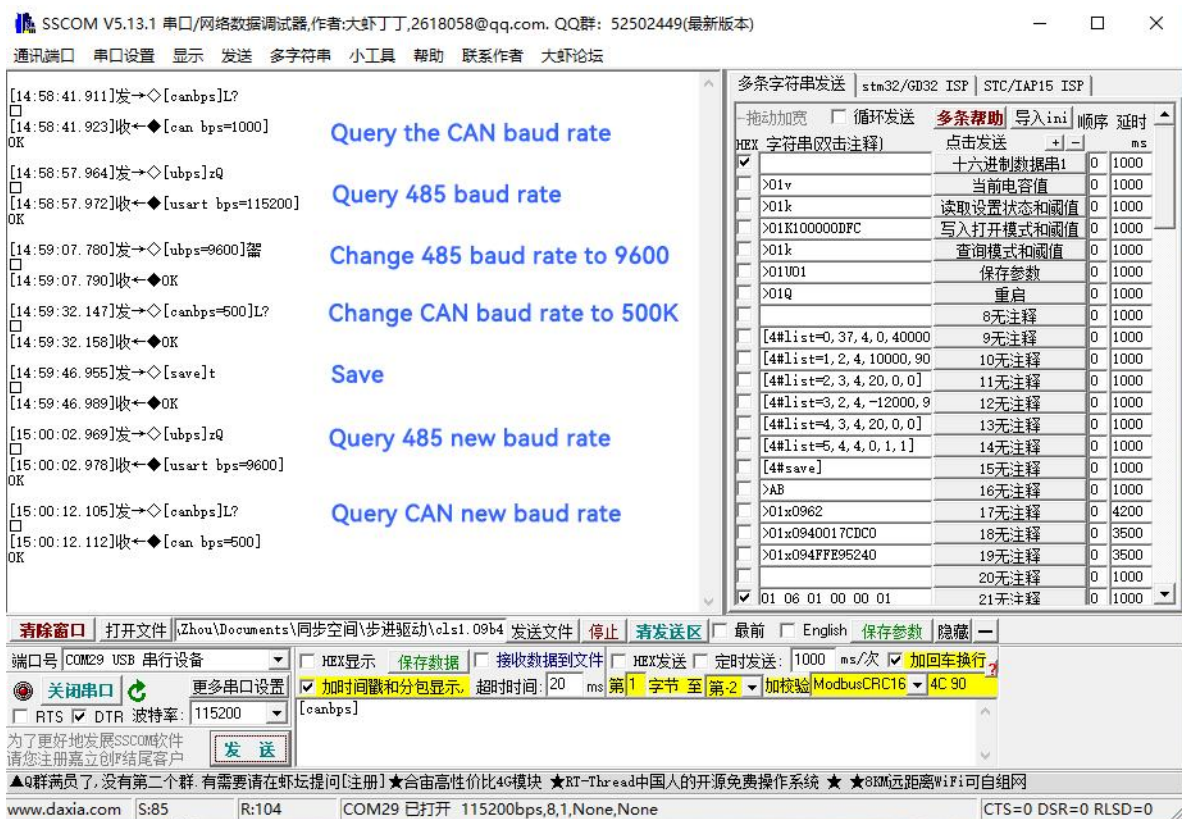 SSCOM V5.13.1 串口/网络数据调试器,作者:大虾丁丁,2618058@qq.com. QQ群: 52502449(最新版本)
通讯端口 串口设置 显示 发送 多字符串 小工具 帮助 联系作者 大虾论坛
[14:58:41.911]发→◇[canbps]L?
□
[14:58:41.923]收←◆[can bps=1000]
OK
Query the CAN baud rate
[14:58:57.964]发→◇[ubps]zQ
□
[14:58:57.972]收←◆[usart bps=115200]
OK
Query 485 baud rate
[14:59:07.780]发→◇[ubps=9600]
□
[14:59:07.790]收←◆OK
Change 485 baud rate to 9600
[14:59:32.147]发→◇[canbps=500]L?
□
[14:59:32.158]收←◆OK
Change CAN baud rate to 500K
[14:59:46.955]发→◇[save]t
□
[14:59:46.989]收←◆OK
Save
[15:00:02.969]发→◇[ubps]zQ
□
[15:00:02.978]收←◆[usart bps=9600]
OK
Query 485 new baud rate
[15:00:12.105]发→◇[canbps]L?
□
[15:00:12.112]收←◆[can bps=500]
OK
Query CAN new baud rate
多条字符串发送 stm32/GD32 ISP STC/IAP15 ISP
拖动加宽 循环发送 多条帮助 导入ini 顺序 延时
HEX 字符串(双击注释) 点击发送 + - ms
十六进制数据串1 0 1000
>01v 当前电容值 0 1000
>01k 读取设置状态和阈值 0 1000
>01K100000DFC 写入打开模式和阈值 0 1000
>01k 查询模式和阈值 0 1000
>01U01 保存参数 0 1000
>01Q 重启 0 1000
8无注释 0 1000
[4#list=0,37,4,0,40000 9无注释 0 1000
[4#list=1,2,4,10000,90 10无注释 0 1000
[4#list=2,3,4,20,0,0] 11无注释 0 1000
[4#list=3,2,4,-12000,9 12无注释 0 1000
[4#list=4,3,4,20,0,0] 13无注释 0 1000
[4#list=5,4,4,0,1,1] 14无注释 0 1000
[4#save] 15无注释 0 1000
>AB 16无注释 0 1000
>01x0962 17无注释 0 4200
>01x0940017CDC0 18无注释 0 3500
>01x094FFE95240 19无注释 0 3500
20无注释 0 1000
01 06 01 00 00 01 21无注释 0 1000
清除窗口 打开文件 \Zhou\Documents\同步空间\步进驱动\cls1.09b4 发送文件 停止 清发送区 最前 English 保存参数 隐藏 —
端口号 COM29 USB 串行设备 HEX显示 保存数据 接收数据到文件 HEX发送 定时发送: 1000 ms/次 加回车换行
关闭串口 更多串口设置 加时间戳和分包显示, 超时时间: 20 ms 第1 字节 至 第-2 加校验 ModbusCRC16 4C 90
RTS DTR 波特率: 115200
[canbps]
为了更好地发展SSCOM软件
请您注册嘉立创F结尾客户
发 送
▲Q群满员了,没有第二个群.有需要请在虾坛提问[注册]★合宙高性价比4G模块 ★RT-Thread中国人的开源免费操作系统 ★ ★8KM远距离WiFi可自组网
www.daxia.com S:85 R:104 COM29 已打开 115200bps,8,1,None,None CTS=0 DSR=0 RLSD=0